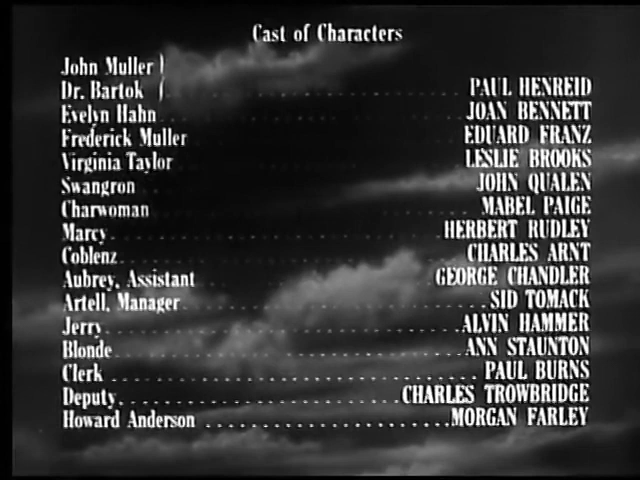 Cast of Characters
John Muller
Dr. Bartok . . . . . . . . . . . . . . . . . . . . PAUL HENREID
Evelyn Hahn . . . . . . . . . . . . . . . . . . . . JOAN BENNETT
Frederick Muller . . . . . . . . . . . . . . . . . . . . EDUARD FRANZ
Virginia Taylor . . . . . . . . . . . . . . . . . . . . LESLIE BROOKS
Swangron . . . . . . . . . . . . . . . . . . . . JOHN QUALEN
Charwoman . . . . . . . . . . . . . . . . . . . . MABEL PAIGE
Marcy . . . . . . . . . . . . . . . . . . . . HERBERT RUDLEY
Coblenz . . . . . . . . . . . . . . . . . . . . CHARLES ARNT
Aubrey, Assistant . . . . . . . . . . . . . . . . . . . . GEORGE CHANDLER
Artell, Manager . . . . . . . . . . . . . . . . . . . . SID TOMACK
Jerry . . . . . . . . . . . . . . . . . . . . ALVIN HAMMER
Blonde . . . . . . . . . . . . . . . . . . . . ANN STAUNTON
Clerk . . . . . . . . . . . . . . . . . . . . PAUL BURNS
Deputy . . . . . . . . . . . . . . . . . . . . CHARLES TROWBRIDGE
Howard Anderson . . . . . . . . . . . . . . . . . . . . MORGAN FARLEY